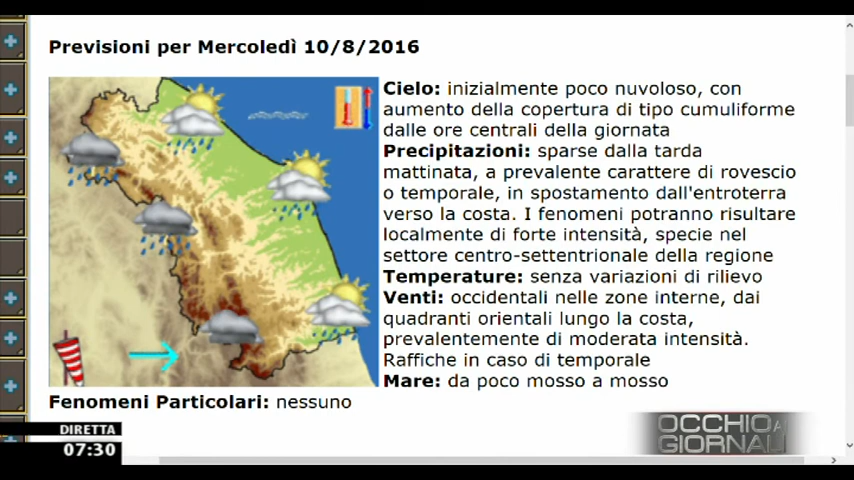 Previsioni per Mercoledì 10/8/2016
Cielo: inizialmente poco nuvoloso, con
aumento della copertura di tipo cumuliforme
dalle ore centrali della giornata
Precipitazioni: sparse dalla tarda
mattinata, a prevalente carattere di rovescio
o temporale, in spostamento dall'entroterra
verso la costa. I fenomeni potranno risultare
localmente di forte intensità, specie nel
settore centro-settentrionale della regione
Temperature: senza variazioni di rilievo
Venti: occidentali nelle zone interne, dai
quadranti orientali lungo la costa,
prevalentemente di moderata intensità.
Raffiche in caso di temporale
Mare: da poco mosso a mosso
Fenomeni Particolari: nessuno
DIRETTA
07:30
OCCHIO AI
GIORNALI